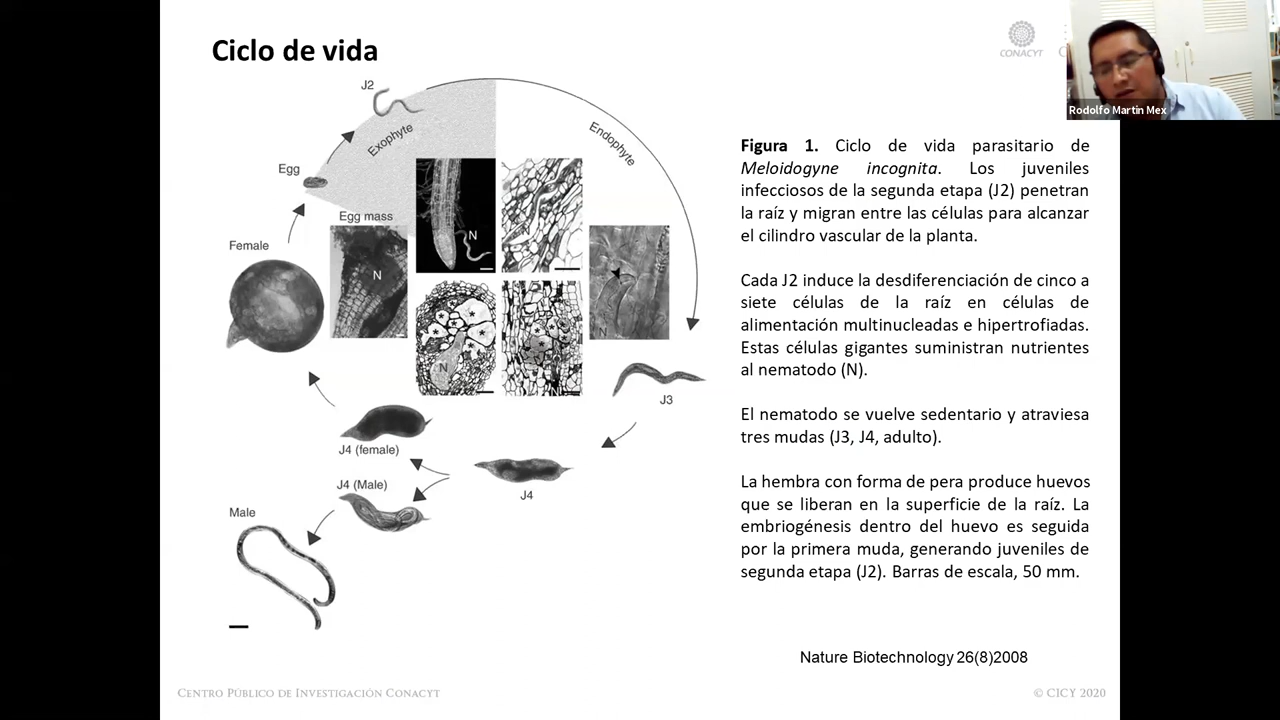 Ciclo de vida
CONACYT
Rodolfo Martin Mex
J2
Exophyte
Endophyte
Egg
Egg mass
Female
N
N
N
N
J3
J4 (female)
J4
J4 (Male)
Male
Figura 1. Ciclo de vida parasitario de
Meloidogyne incognita. Los juveniles
infecciosos de la segunda etapa (J2) penetran
la raíz y migran entre las células para alcanzar
el cilindro vascular de la planta.
Cada J2 induce la desdiferenciación de cinco a
siete células de la raíz en células de
alimentación multinucleadas e hipertrofiadas.
Estas células gigantes suministran nutrientes
al nematodo (N).
El nematodo se vuelve sedentario y atraviesa
tres mudas (J3, J4, adulto).
La hembra con forma de pera produce huevos
que se liberan en la superficie de la raíz. La
embriogénesis dentro del huevo es seguida
por la primera muda, generando juveniles de
segunda etapa (J2). Barras de escala, 50 mm.
Nature Biotechnology 26(8)2008
CENTRO PÚBLICO DE INVESTIGACIÓN CONACYT
© CICY 2020